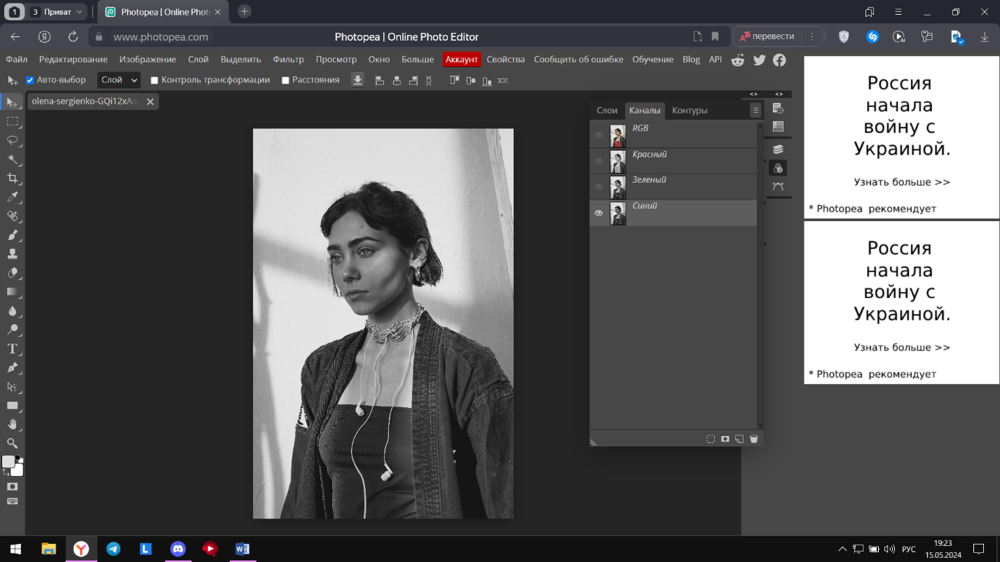 1
3 Приват
Photopea | Online Photo
www.photopea.com
Photopea | Online Photo Editor
перевести
Файл Редактирование Изображение Слой Выделить Фильтр Просмотр Окно Больше Аккаунт Свойства Сообщить об ошибке Обучение Blog API
Авто-выбор Слой Контроль трансформации Расстояния
olena-sergienko-GQi12xAq
Слои Каналы Контуры
RGB
Красный
Зеленый
Синий
Россия
начала
войну с
Украиной.
Узнать больше >>
* Photopea рекомендует
Россия
начала
войну с
Украиной.
Узнать больше >>
* Photopea рекомендует
РУС
19:23
15.05.2024